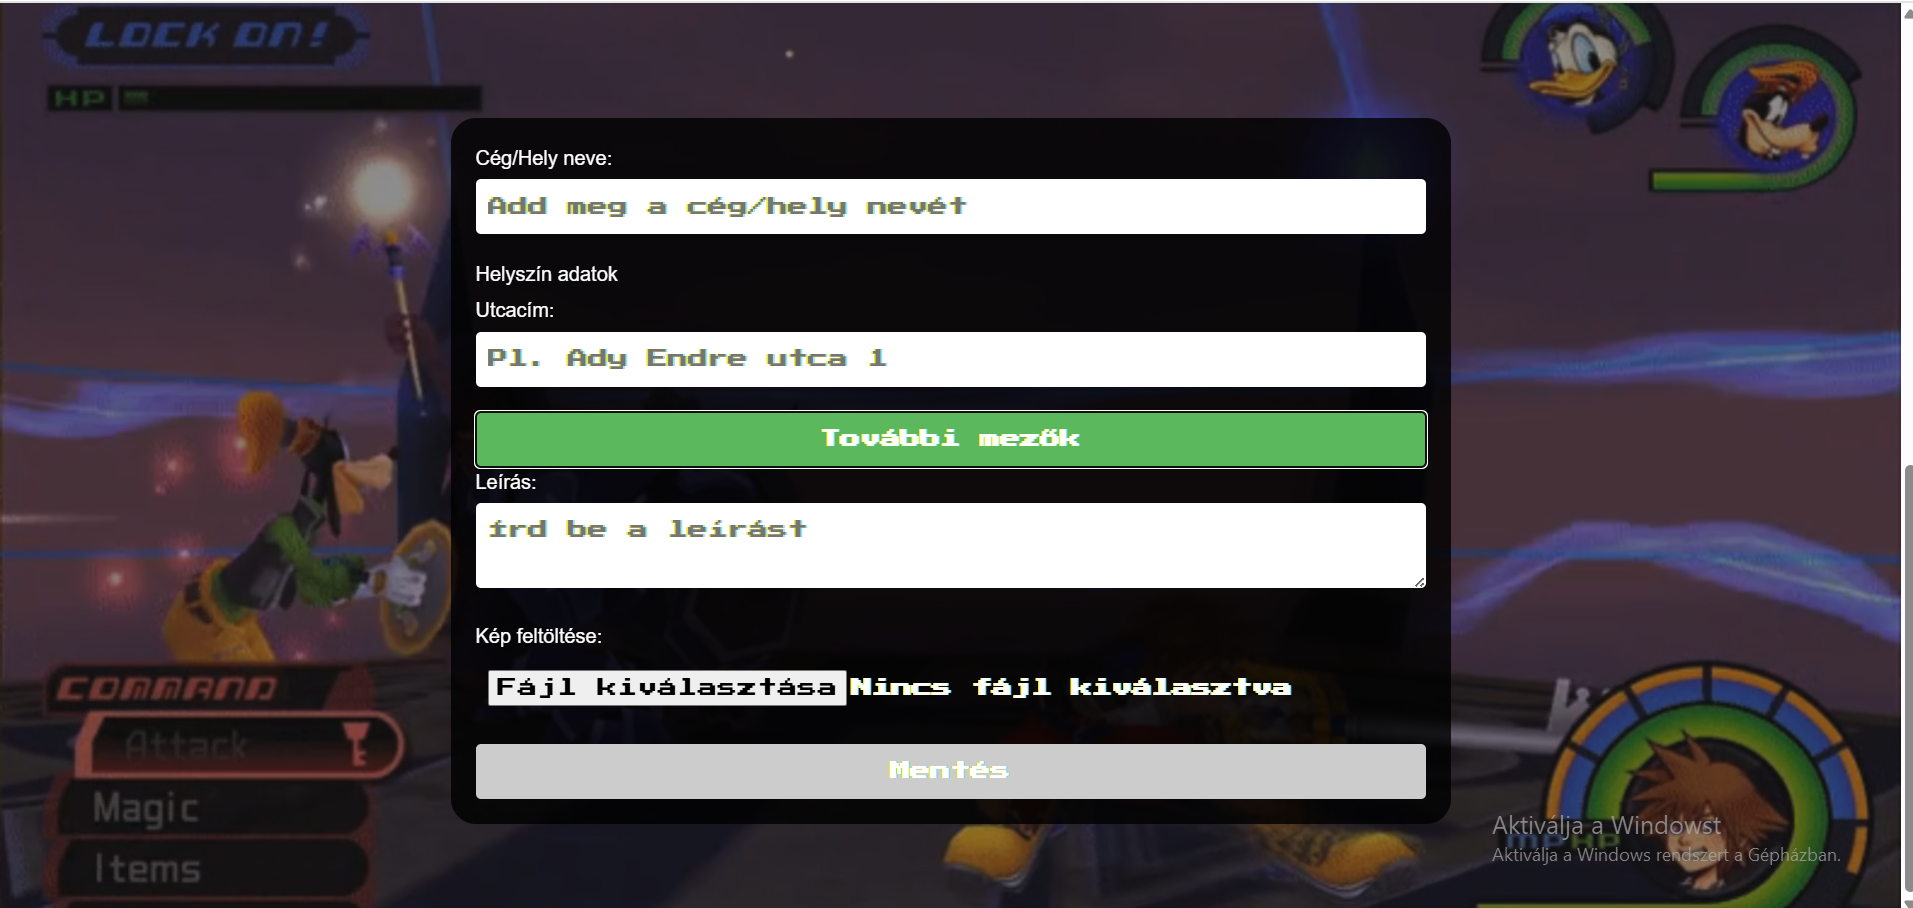 LOCK ON!
HP
Cég/Hely neve:
Add meg a cég/hely nevét
Helyszín adatok
Utcacím:
Pl. Ady Endre utca 1
További mezők
Leírás:
írd be a leírást
Kép feltöltése:
Fájl kiválasztása Nincs fájl kiválasztva
Mentés
COMMAND
Attack
Magic
Items
MP HP
Aktiválja a Windowst
Aktiválja a Windows rendszert a Gépházban.